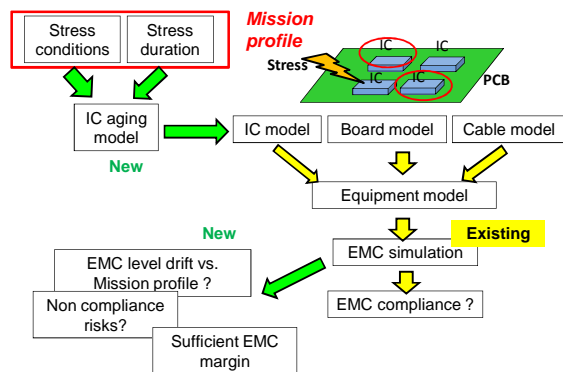 Stress
conditions
Stress
duration
Mission
profile
IC
IC
Stress
IC
IC
PCB
IC aging
model
New
IC model
Board model
Cable model
Equipment model
New
Existing
EMC simulation
EMC level drift vs.
Mission profile ?
Non compliance
risks?
EMC compliance ?
Sufficient EMC
margin